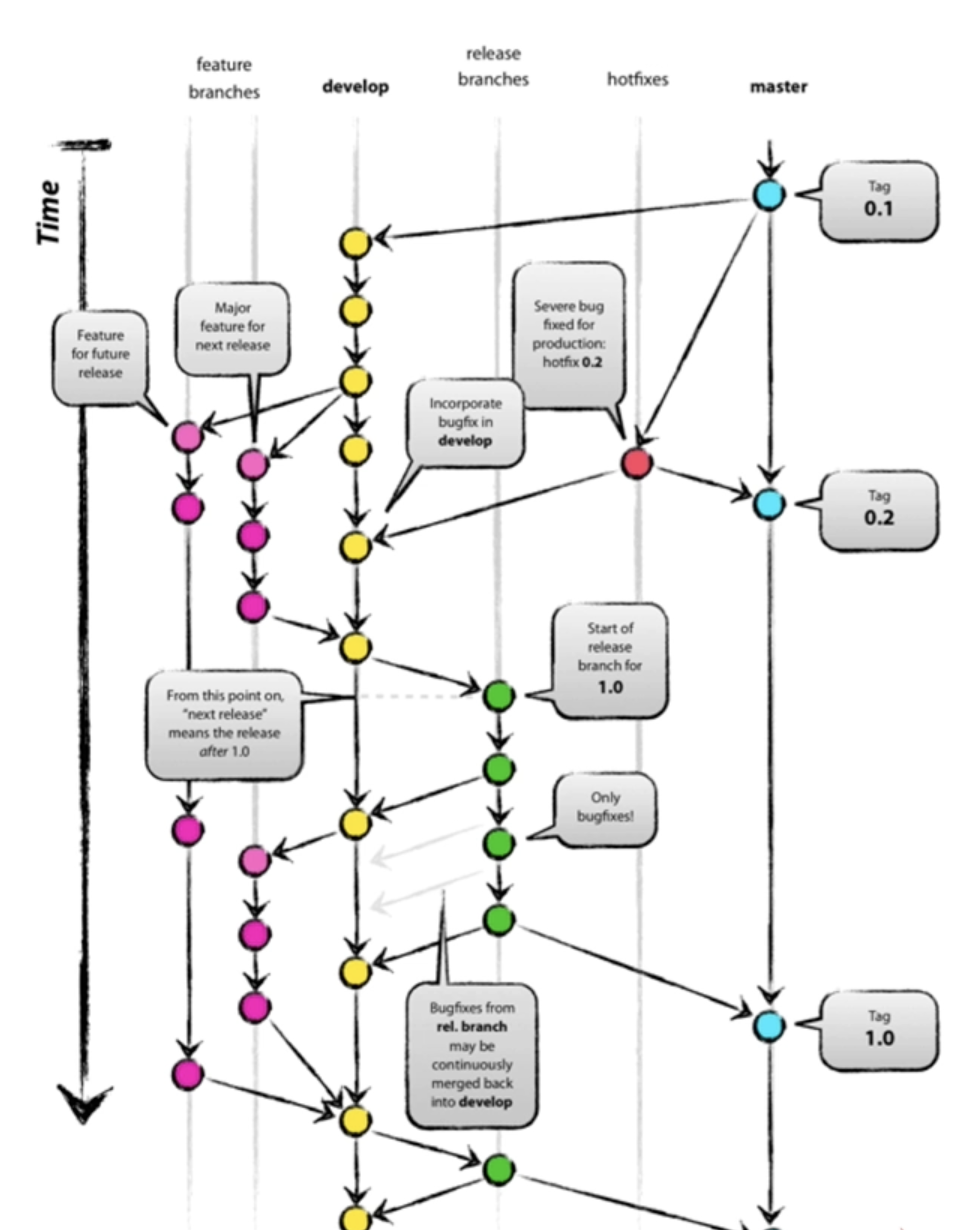 feature
branches
develop
release
branches
hotfixes
master
Time
Tag
0.1
Major
feature for
next release
Feature
for future
release
Severe bug
fixed for
production:
hotfix 0.2
Incorporate
bugfix in
develop
Tag
0.2
Start of
release
branch for
1.0
From this point on,
“next release”
means the release
after 1.0
Only
bugfixes!
Bugfixes from
rel. branch
may be
continuously
merged back
into develop
Tag
1.0